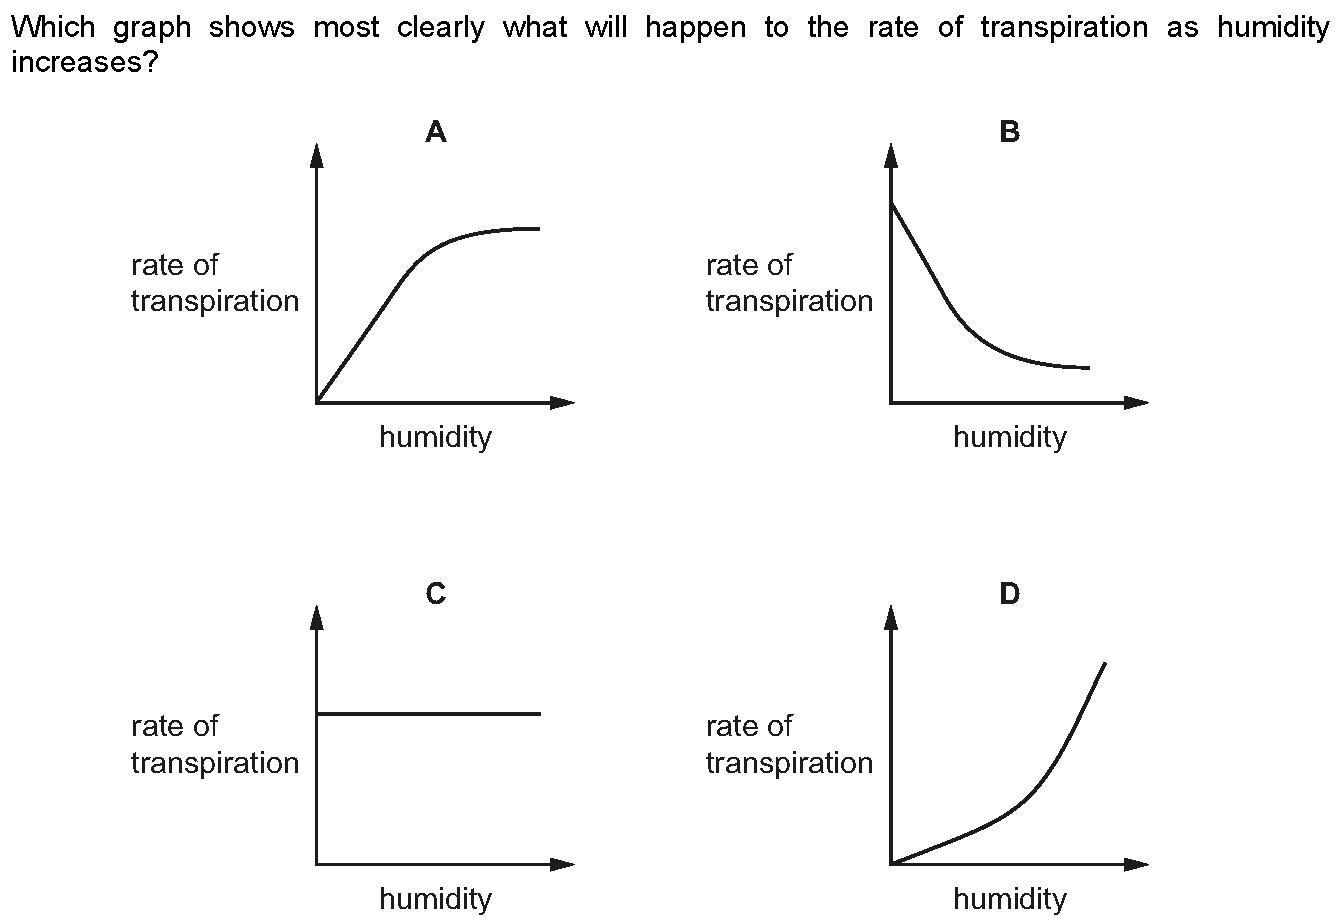 Which graph shows most clearly what will happen to the rate of transpiration as humidity
increases?
A
rate of
transpiration
humidity
B
rate of
transpiration
humidity
C
rate of
transpiration
humidity
D
rate of
transpiration
humidity